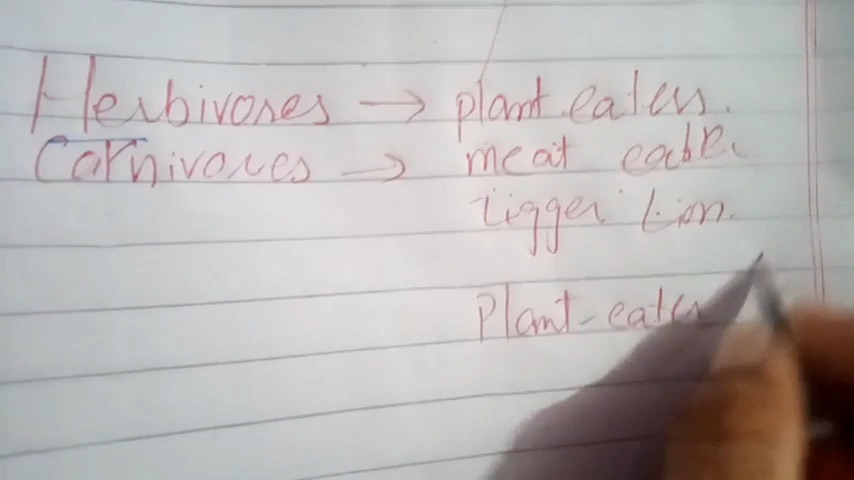 Herbivores → plant eaters.
Carnivores → meat eater
Tigger Lion.
Plant-eater